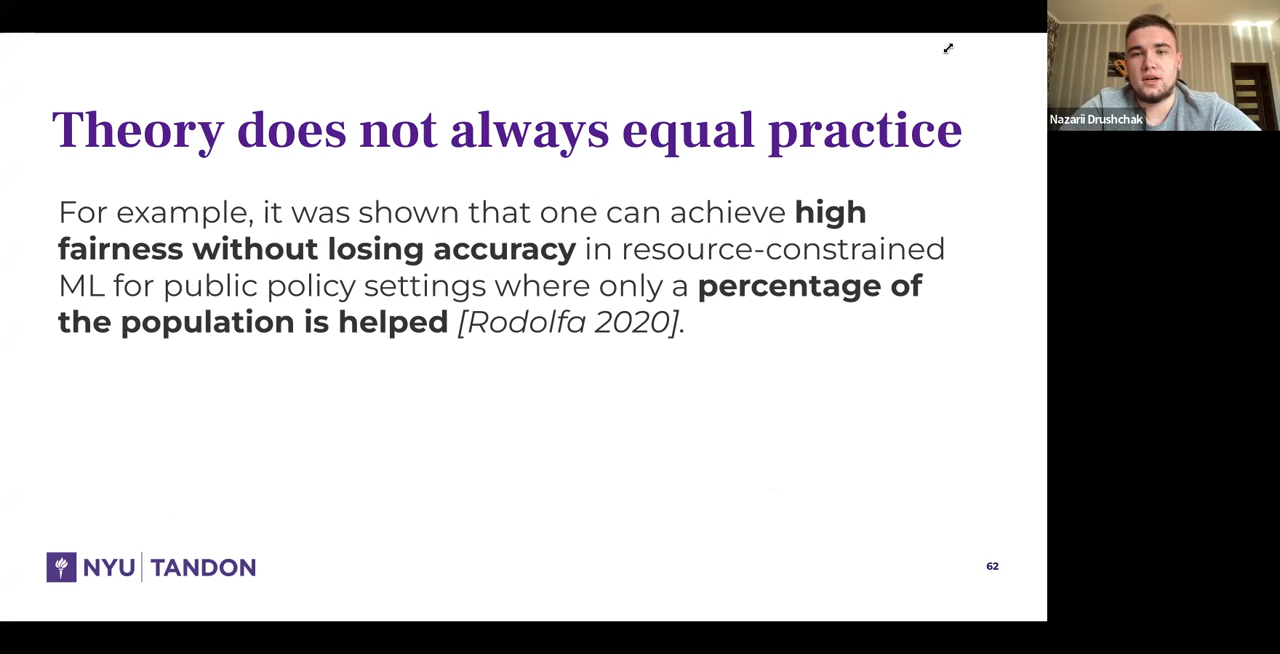 Theory does not always equal practice
For example, it was shown that one can achieve high
fairness without losing accuracy in resource-constrained
ML for public policy settings where only a percentage of
the population is helped [Rodolfa 2020].
NYU | TANDON
62
Nazarii Drushchak